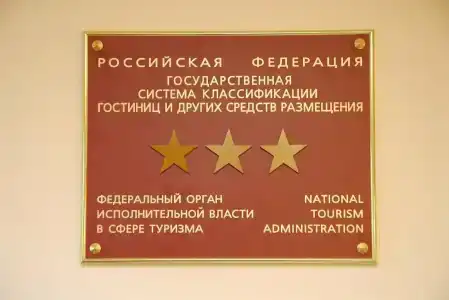 РОССИЙСКАЯ ФЕДЕРАЦИЯ
ГОСУДАРСТВЕННАЯ
СИСТЕМА КЛАССИФИКАЦИИ
ГОСТИНИЦ И ДРУГИХ СРЕДСТВ РАЗМЕЩЕНИЯ
ФЕДЕРАЛЬНЫЙ ОРГАН
ИСПОЛНИТЕЛЬНОЙ ВЛАСТИ
В СФЕРЕ ТУРИЗМА
NATIONAL
TOURISM
ADMINISTRATION